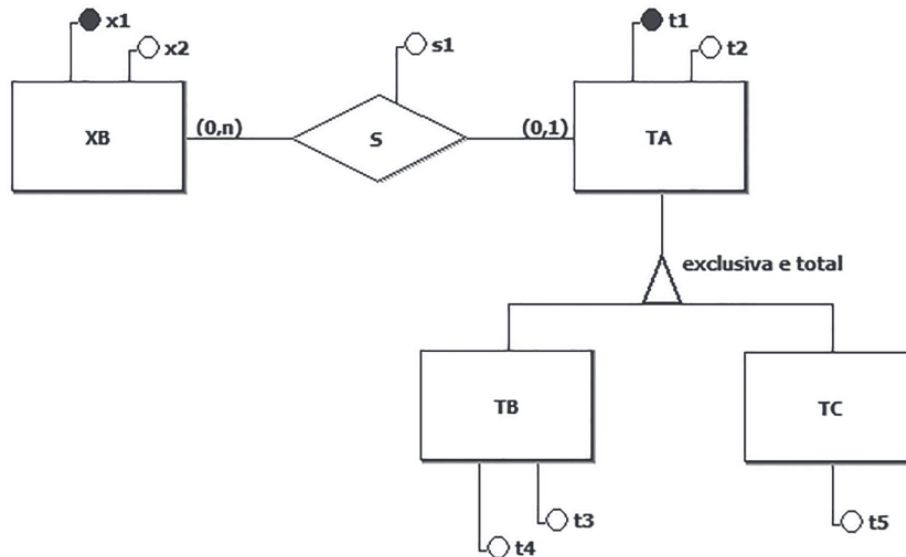 x1
x2
s1
t1
t2
XB
(0,n)
S
(0,1)
TA
exclusiva e total
TB
TC
t3
t4
t5